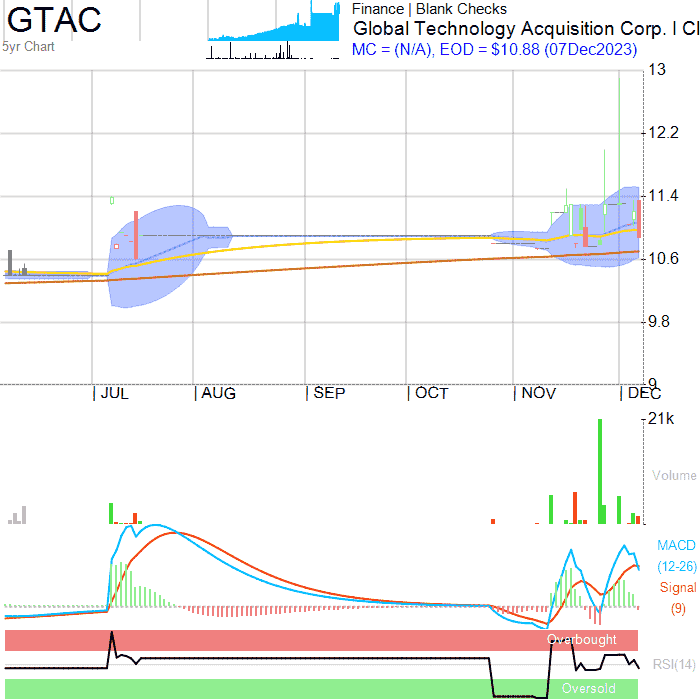 GTAC
5yr Chart
Finance | Blank Checks
Global Technology Acquisition Corp. I Cl
MC = (N/A), EOD = $10.88 (07Dec2023)
13
12.2
11.4
10.6
9.8
9
JUL AUG SEP OCT NOV DEC
21k
Volume
MACD
(12-26)
Signal
(9)
Overbought
RSI(14)
Oversold